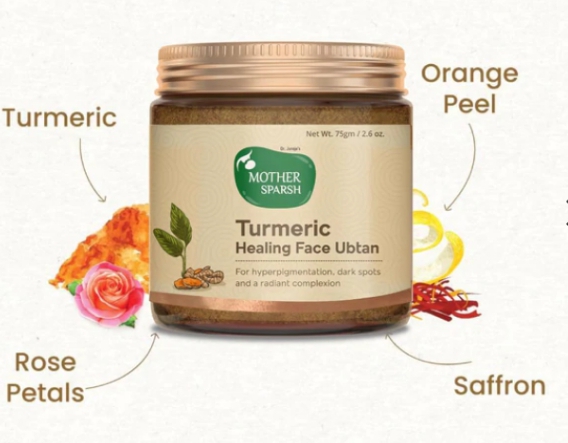 Orange
Peel
Turmeric
Net Wt. 75gm / 2.6 oz.
MOTHER
SPARSH
Turmeric
Healing Face Ubtan
For hyperpigmentation, dark spots
and a radiant complexion
Rose
Petals
Saffron